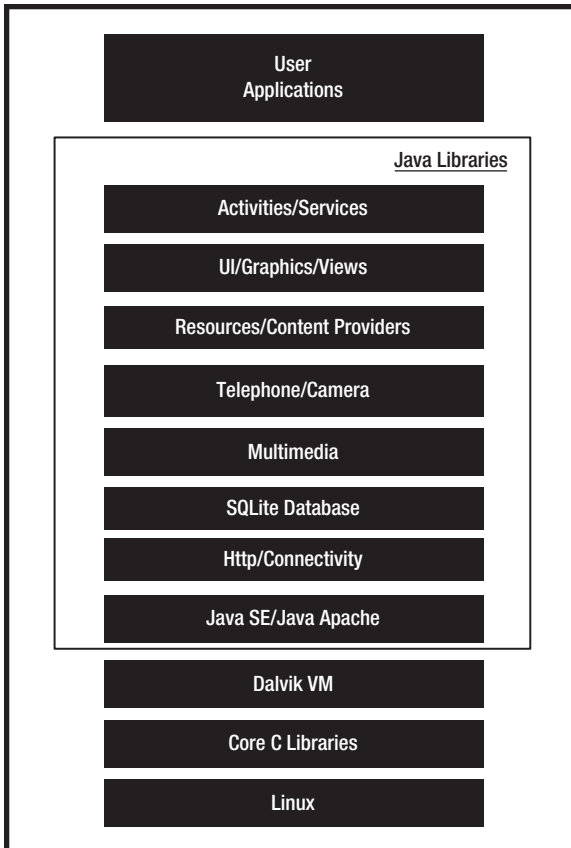 User
Applications
Java Libraries
Activities/Services
UI/Graphics/Views
Resources/Content Providers
Telephone/Camera
Multimedia
SQLite Database
Http/Connectivity
Java SE/Java Apache
Dalvik VM
Core C Libraries
Linux